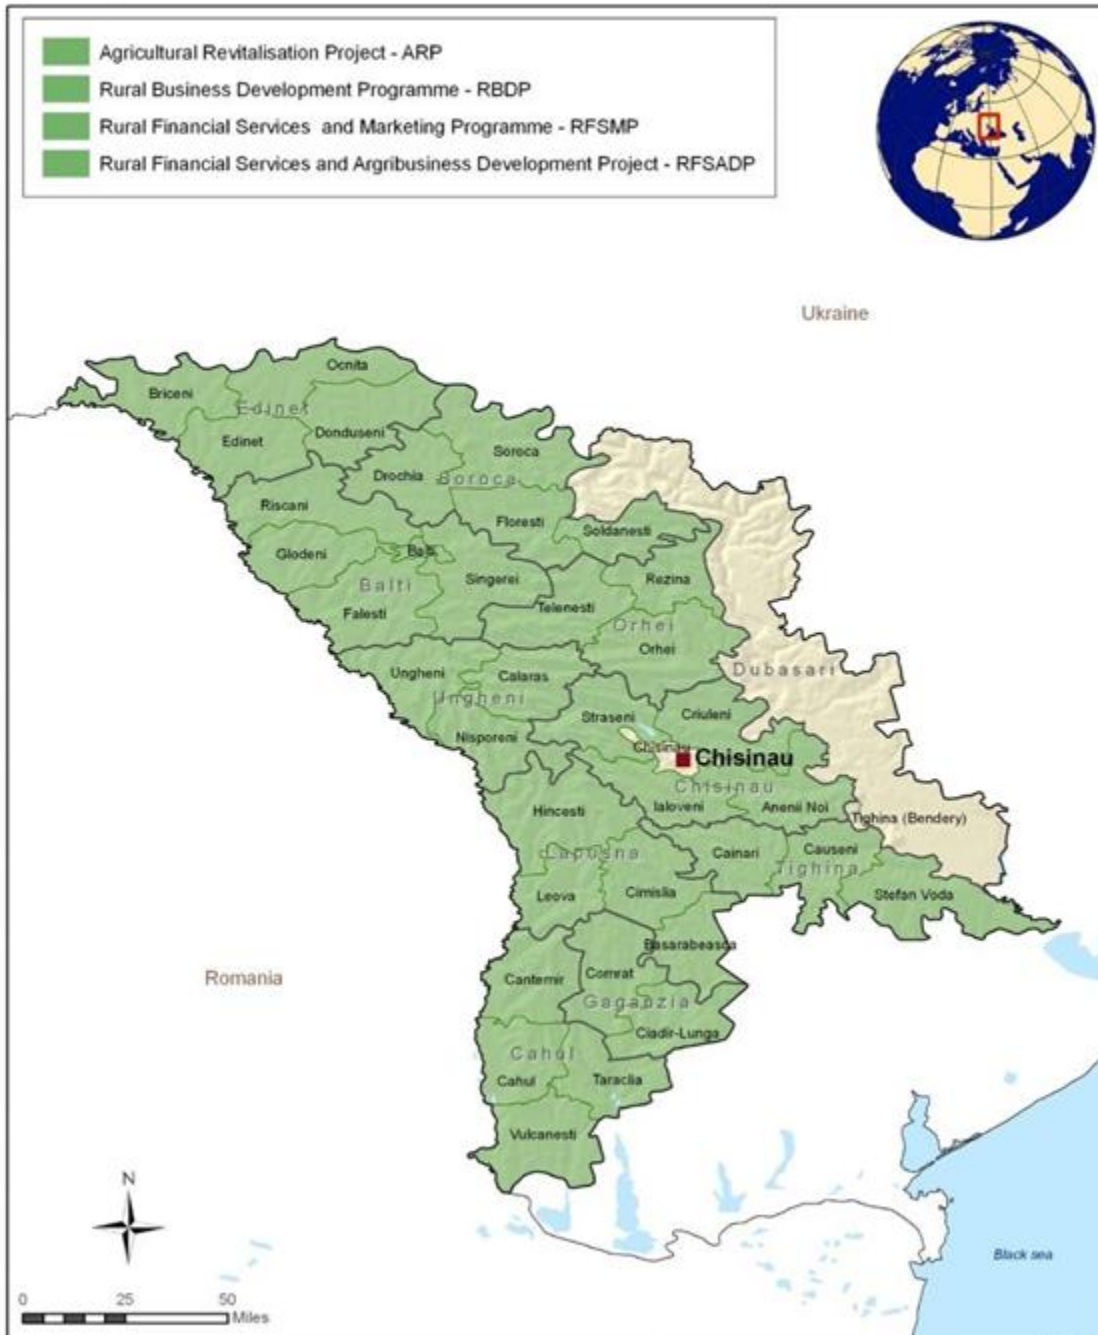 Agricultural Revitalisation Project - ARP
Rural Business Development Programme - RBDP
Rural Financial Services and Marketing Programme - RFSMP
Rural Financial Services and Argribusiness Development Project - RFSADP
Ukraine
Ocnita
Briceni
Edinet
Donduseni
Edinet
Soroca
Drochia
Soroca
Riscani
Floresti
Soldanesti
Glodeni
Balti
Singerei
Rezina
Balti
Telenesti
Falesti
Orhei
Orhei
Dubasari
Ungheni
Calaras
Ungheni
Straseni
Criuleni
Nisporeni
Chisinau
Chisinau
Chisinau
Ialoveni
Anenii Noi
Hincesti
Tighina (Bendery)
Lapusna
Cainari
Causeni
Tighina
Leova
Cimislia
Stefan Voda
Basarabeasca
Romania
Cantemir
Comrat
Gagauzia
Ciadir-Lunga
Cahul
Cahul
Taraclia
Vulcanesti
N
Black sea
0 25 50
Miles